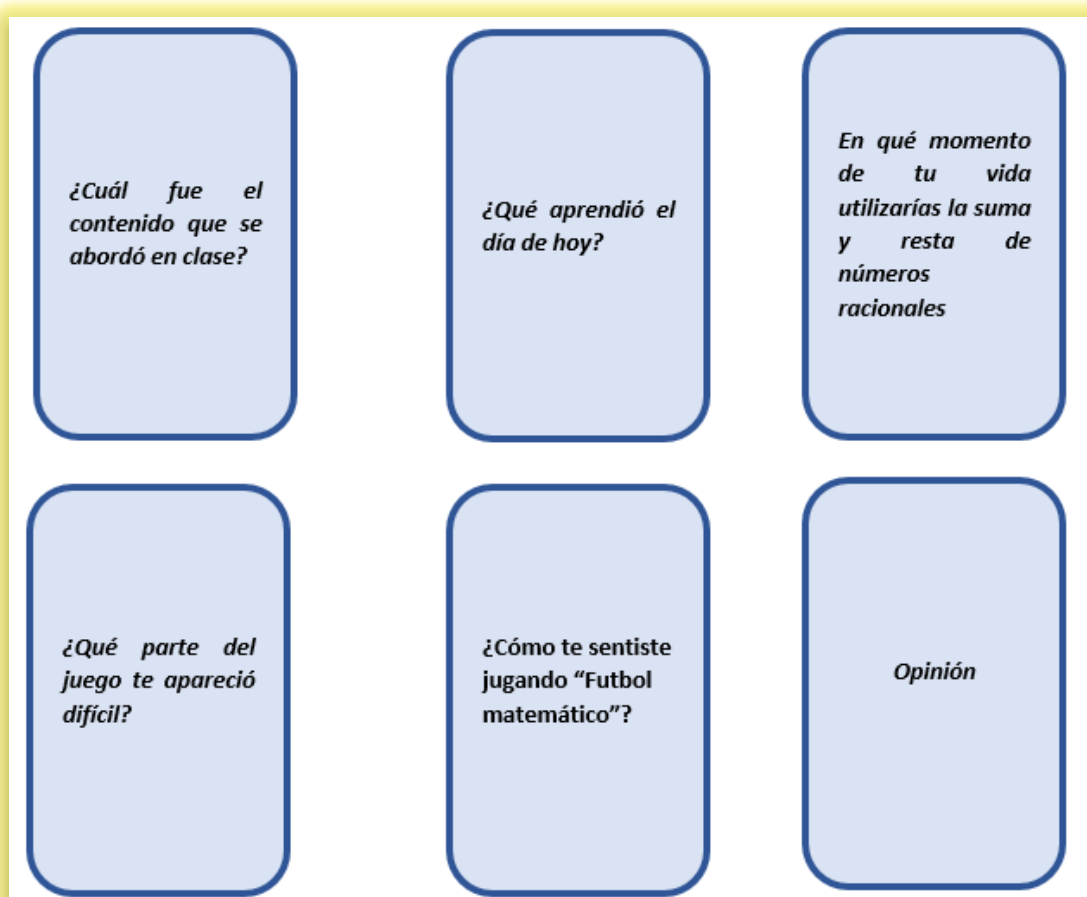 ¿Cuál fue el
contenido que se
abordó en clase?
¿Qué aprendió el
día de hoy?
En qué momento
de tu vida
utilizarías la suma
y resta de
números
racionales
¿Qué parte del
juego te apareció
difícil?
¿Cómo te sentiste
jugando “Futbol
matemático”?
Opinión